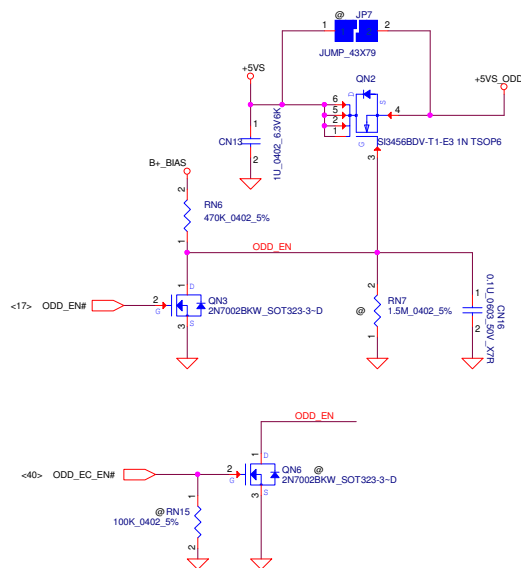 @ JP7
1 2
JUMP_43X79
+5VS
QN2
+5VS_ODD
D
S
6
5
2
1
4
G
3
SI3456BDV-T1-E3 1N TSOP6
1
CN13
2
1U_0402_6.3V6K
B+_BIAS
2
RN6
470K_0402_5%
1
ODD_EN
1
D
<17> ODD_EN#
2
G
QN3
2N7002BKW_SOT323-3~D
3
S
2
RN7
@
1.5M_0402_5%
1
1
2
CN16
0.1U_0603_50V_X7R
ODD_EN
1
D
<40> ODD_EC_EN#
2
G
QN6 @
2N7002BKW_SOT323-3~D
3
S
1
@ RN15
100K_0402_5%
2